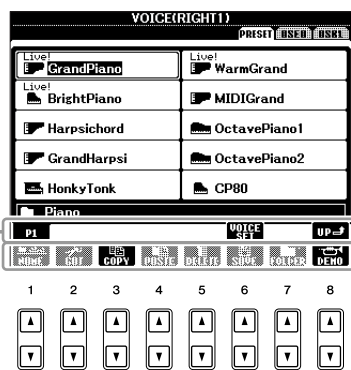 VOICE(RIGHT1)
PRESET USER USB1
Live! GrandPiano
Live! WarmGrand
Live! BrightPiano
MIDIGrand
Harpsichord
OctavePiano1
GrandHarpsi
OctavePiano2
HonkyTonk
CP80
Piano
P1 VOICE SET UP
NAME CUT COPY PASTE DELETE SAVE FOLDER DEMO
1 2 3 4 5 6 7 8